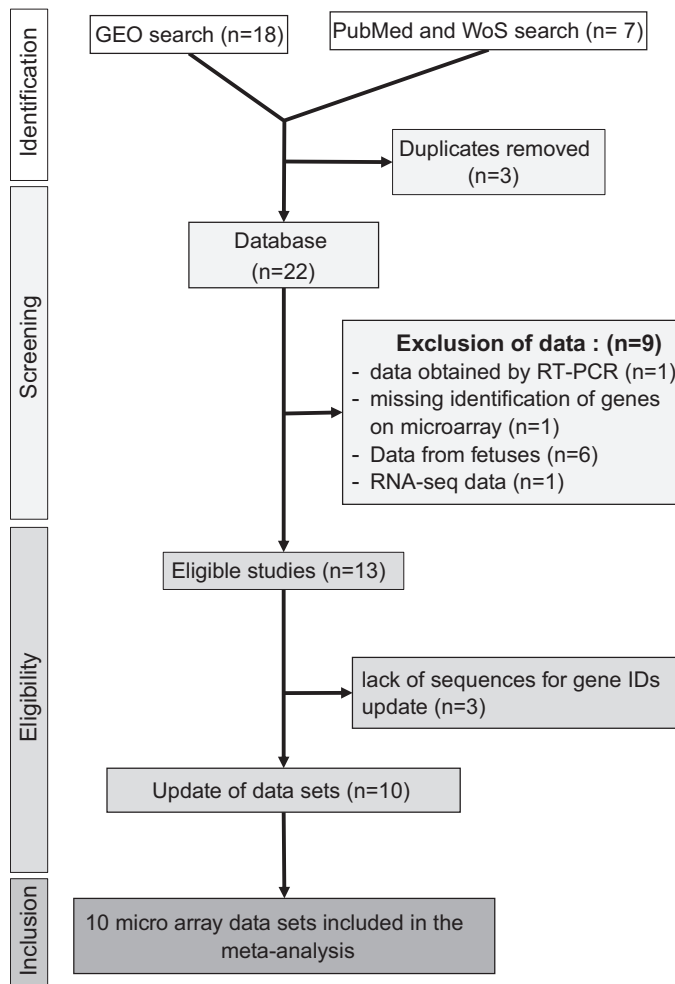 GEO search (n=18)
PubMed and WoS search (n= 7)
Identification
Duplicates removed
(n=3)
Screening
Database
(n=22)
Exclusion of data : (n=9)
- data obtained by RT-PCR (n=1)
- missing identification of genes
on microarray (n=1)
- Data from fetuses (n=6)
- RNA-seq data (n=1)
Eligibility
Eligible studies (n=13)
lack of sequences for gene IDs
update (n=3)
Update of data sets (n=10)
Inclusion
10 micro array data sets included in the
meta-analysis